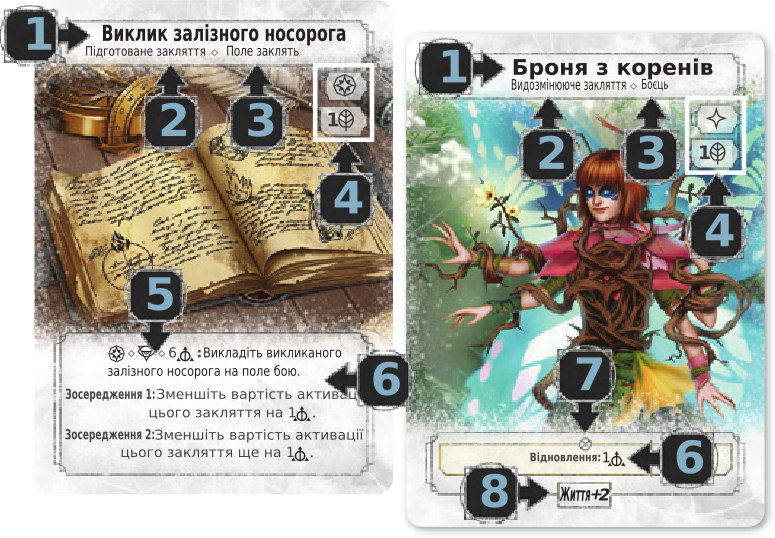 1
Виклик залізного носорога
Підготоване закляття ◇ Поле заклять
2
3
1
4
5
6 : Викладіть викликаного
залізного носорога на поле бою.
6
Зосередження 1: Зменшіть вартість активац
цього закляття на 1 .
Зосередження 2: Зменшіть вартість активації
цього закляття ще на 1 .
1
Броня з коренів
Видозмінююче закляття ◇ Боєць
2
3
1
4
7
Відновлення: 1
6
8
Життя+2